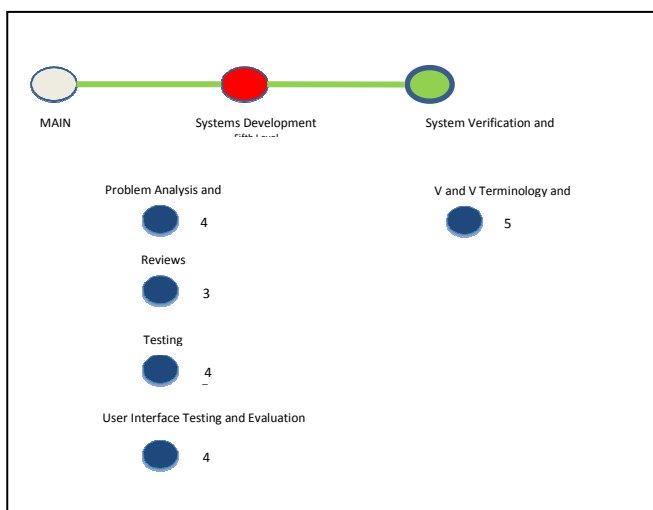 MAIN
Systems Development
System Verification and
Problem Analysis and
4
V and V Terminology and
5
Reviews
3
Testing
4
User Interface Testing and Evaluation
4